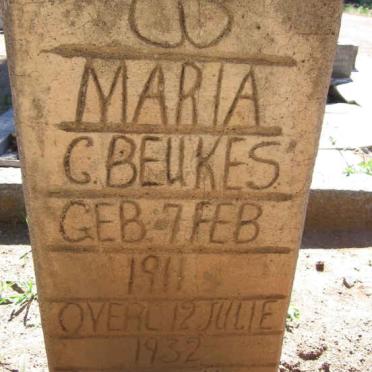 MARIA
C. BEUKES
GEB. 7 FEB
1911
OVERL 12 JULIE
1932